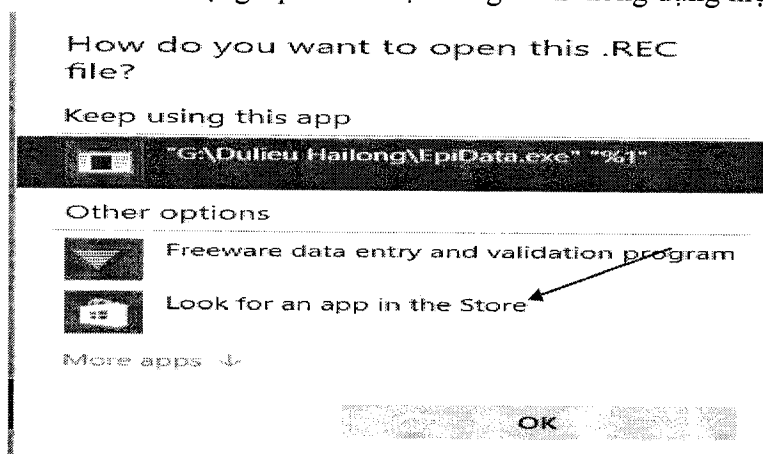 How do you want to open this .REC
file?
Keep using this app
"G:\Dulieu Hailong\EpiData.exe" "%1"
Other options
Freeware data entry and validation program
Look for an app in the Store
More apps ↓
OK